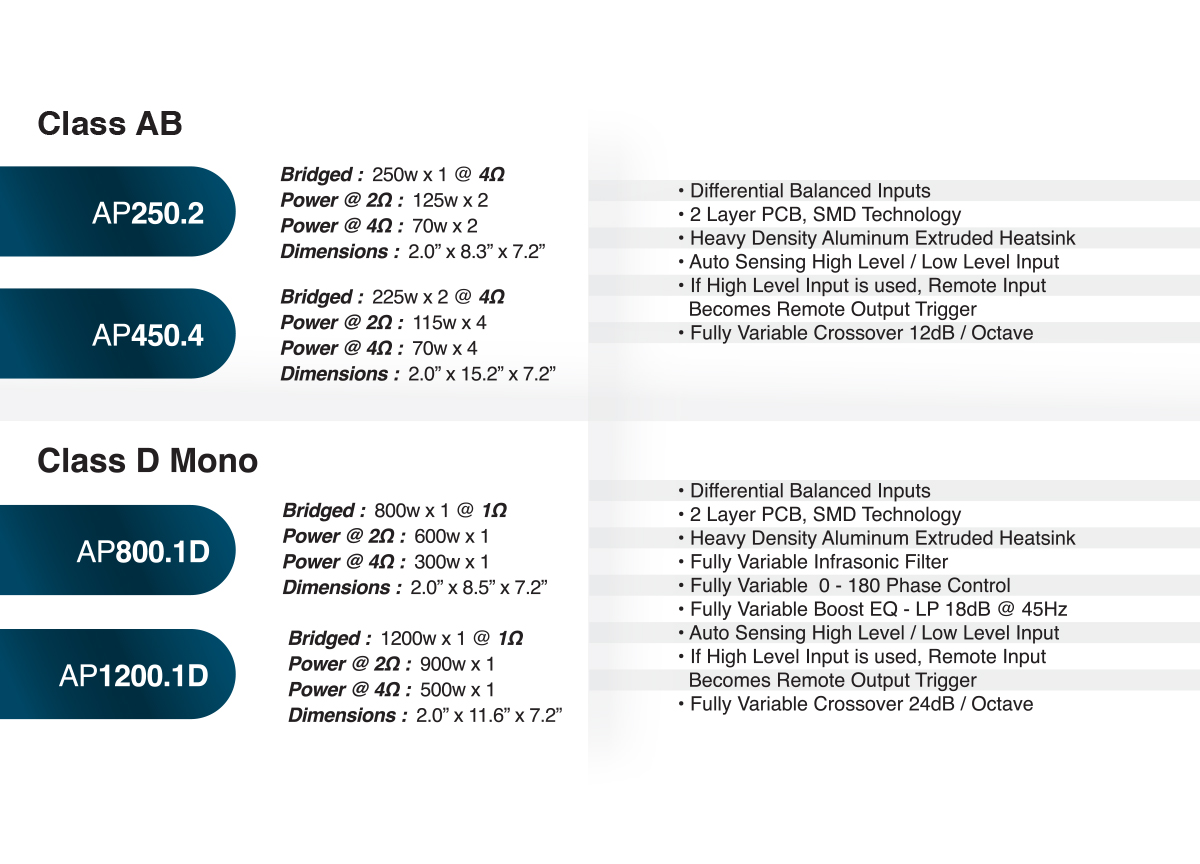 Class AB
AP250.2
Bridged : 250w x 1 @ 4Ω
Power @ 2Ω : 125w x 2
Power @ 4Ω : 70w x 2
Dimensions : 2.0” x 8.3” x 7.2”
AP450.4
Bridged : 225w x 2 @ 4Ω
Power @ 2Ω : 115w x 4
Power @ 4Ω : 70w x 4
Dimensions : 2.0” x 15.2” x 7.2”
• Differential Balanced Inputs
• 2 Layer PCB, SMD Technology
• Heavy Density Aluminum Extruded Heatsink
• Auto Sensing High Level / Low Level Input
• If High Level Input is used, Remote Input
Becomes Remote Output Trigger
• Fully Variable Crossover 12dB / Octave
Class D Mono
AP800.1D
Bridged : 800w x 1 @ 1Ω
Power @ 2Ω : 600w x 1
Power @ 4Ω : 300w x 1
Dimensions : 2.0” x 8.5” x 7.2”
AP1200.1D
Bridged : 1200w x 1 @ 1Ω
Power @ 2Ω : 900w x 1
Power @ 4Ω : 500w x 1
Dimensions : 2.0” x 11.6” x 7.2”
• Differential Balanced Inputs
• 2 Layer PCB, SMD Technology
• Heavy Density Aluminum Extruded Heatsink
• Fully Variable Infrasonic Filter
• Fully Variable  0 - 180 Phase Control
• Fully Variable Boost EQ - LP 18dB @ 45Hz
• Auto Sensing High Level / Low Level Input
• If High Level Input is used, Remote Input
Becomes Remote Output Trigger
• Fully Variable Crossover 24dB / Octave